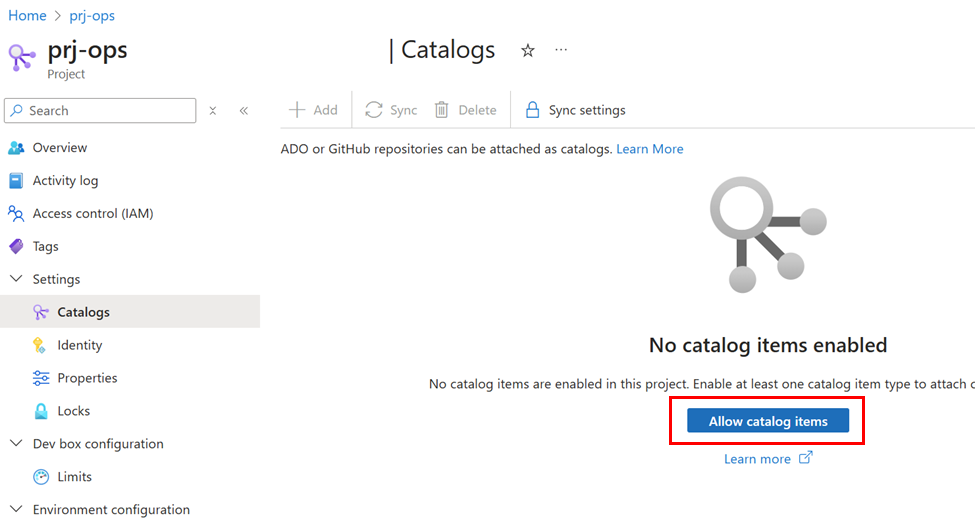 Home > prj-ops
prj-ops | Catalogs ...
Project
Search
Add Sync Delete Sync settings
ADO or GitHub repositories can be attached as catalogs. Learn More
Overview
Activity log
Access control (IAM)
Tags
Settings
Catalogs
Identity
Properties
Locks
Dev box configuration
Limits
Environment configuration
No catalog items enabled
No catalog items are enabled in this project. Enable at least one catalog item type to attach
Allow catalog items
Learn more